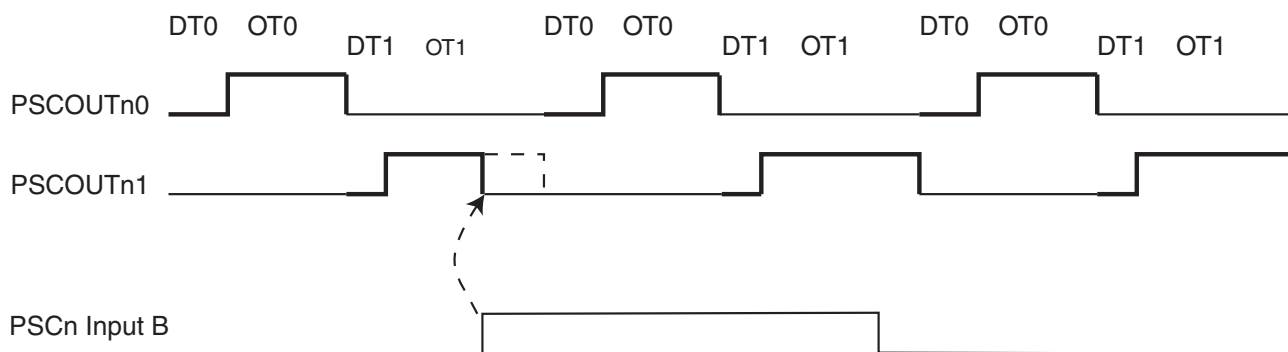 DT0 OT0 DT1 OT1 DT0 OT0 DT1 OT1 DT0 OT0 DT1 OT1
PSCOUTn0
PSCOUTn1
PSCn Input B